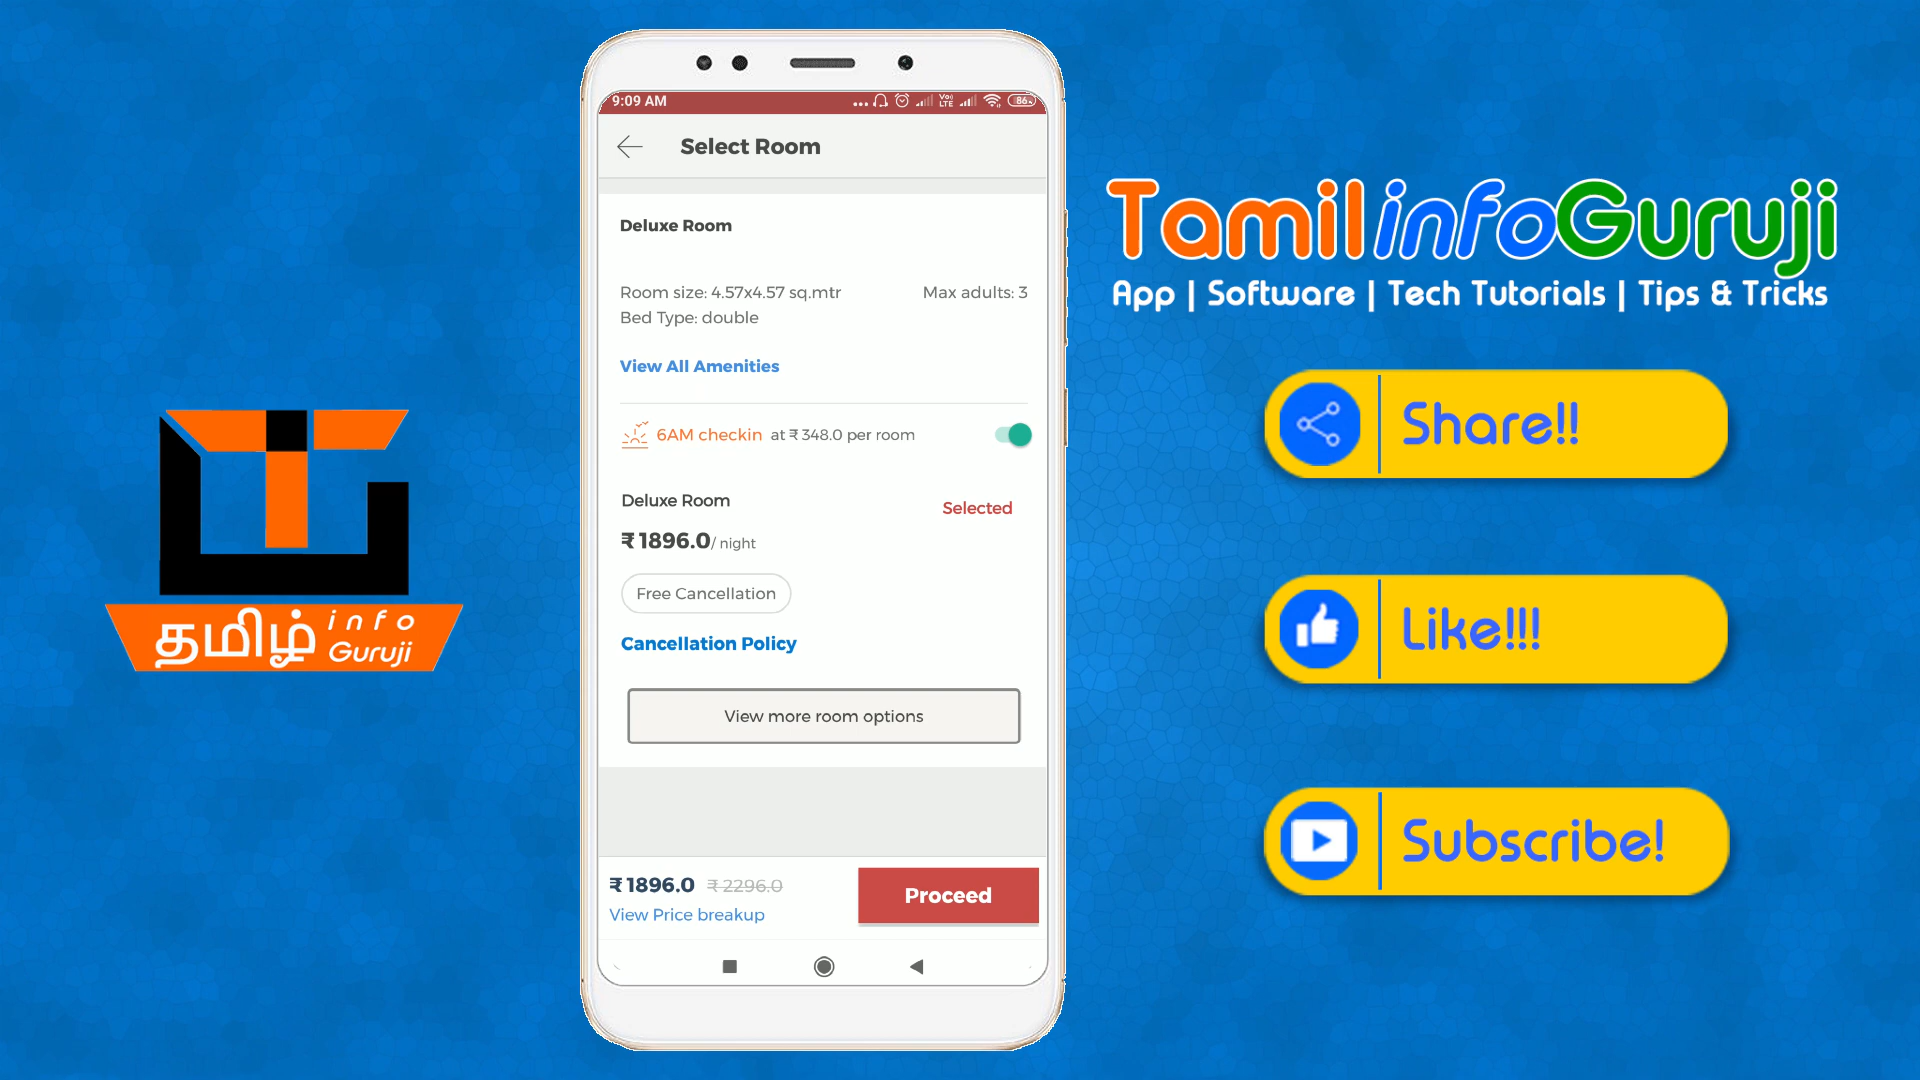 9:09 AM
Vo)
LTE
86
Select Room
Deluxe Room
Room size: 4.57x4.57 sq.mtr
Max adults: 3
Bed Type: double
View All Amenities
6AM checkin at ₹ 348.0 per room
Deluxe Room
Selected
₹ 1896.0/ night
Free Cancellation
Cancellation Policy
View more room options
₹ 1896.0 ₹ 2296.0
View Price breakup
Proceed
தமிழ் info
Guruji
TamilinfoGuruji
App | Software | Tech Tutorials | Tips & Tricks
Share!!
Like!!!
Subscribe!